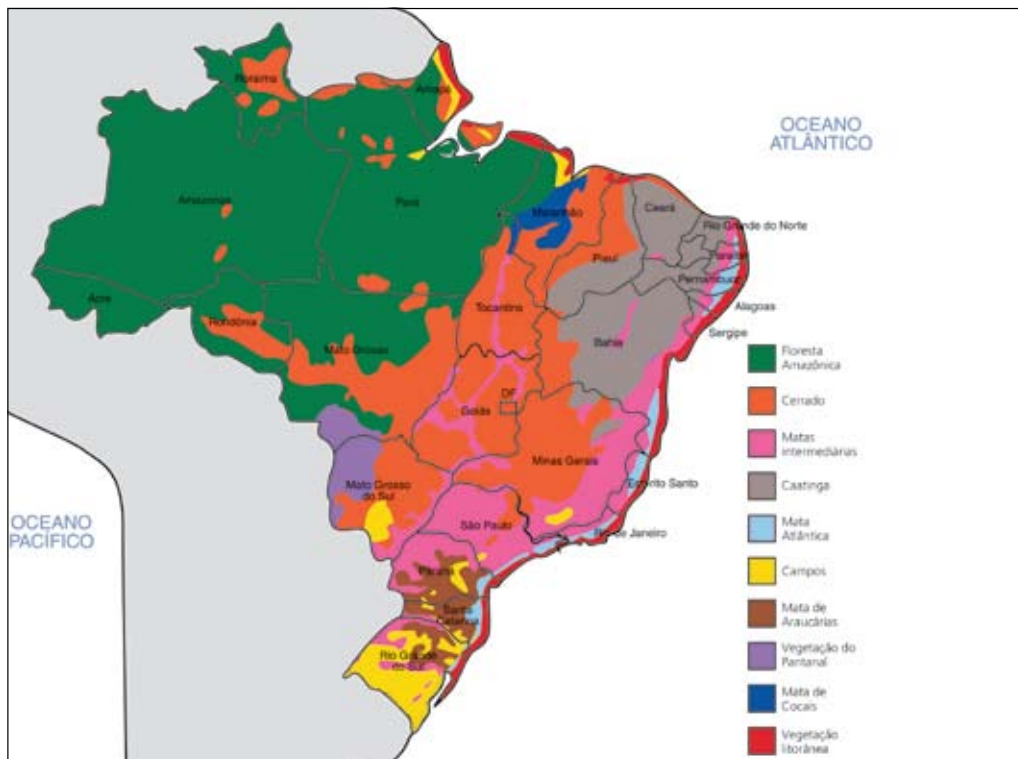 OCEANO
ATLÂNTICO
OCEANO
PACÍFICO
Roraima
Amapá
Amazonas
Pará
Maranhão
Ceará
Rio Grande do Norte
Paraíba
Piauí
Pernambuco
Acre
Alagoas
Tocantins
Rondônia
Sergipe
Bahia
Mato Grosso
DF
Goiás
Minas Gerais
Mato Grosso
do Sul
Espírito Santo
São Paulo
Rio de Janeiro
Paraná
Santa
Catarina
Rio Grande
do Sul
Floresta
Amazônica
Cerrado
Matas
intermediárias
Caatinga
Mata
Atlântica
Campos
Mata de
Araucárias
Vegetação do
Pantanal
Mata de
Cocais
Vegetação
litorânea